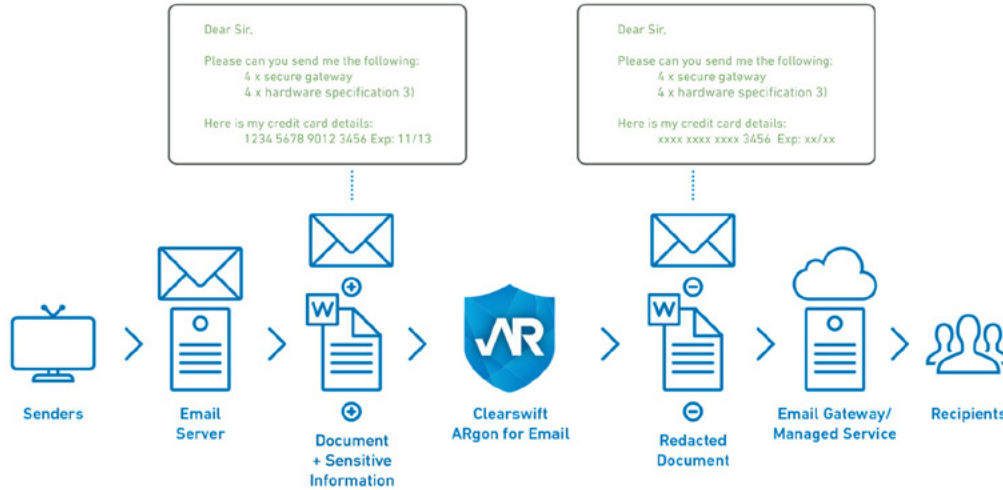 Dear Sir,
Please can you send me the following:
4 x secure gateway
4 x hardware specification 3)
Here is my credit card details:
1234 5678 9012 3456 Exp: 11/13
Dear Sir,
Please can you send me the following:
4 x secure gateway
4 x hardware specification 3)
Here is my credit card details:
xxxx xxxx xxxx 3456 Exp: xx/xx
W
AR
W
Senders
Email
Server
Document
+ Sensitive
Information
Clearswift
ARgon for Email
Redacted
Document
Email Gateway/
Managed Service
Recipients